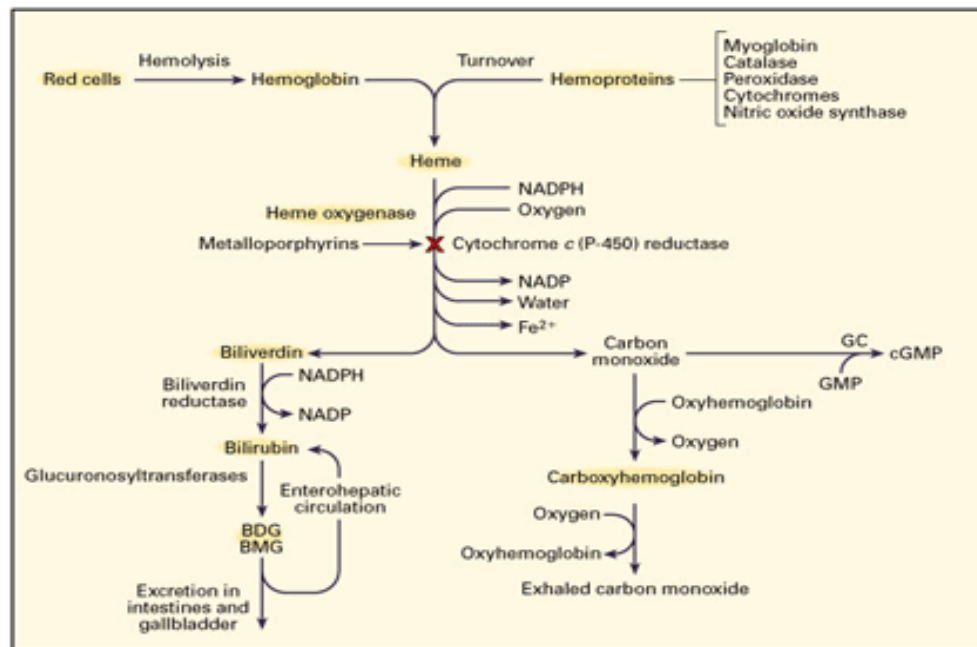 Hemolysis
Red cells
Hemoglobin
Turnover
Hemoproteins
Myoglobin
Catalase
Peroxidase
Cytochromes
Nitric oxide synthase
Heme
NADPH
Oxygen
Heme oxygenase
Metalloporphyrins
Cytochrome c (P-450) reductase
NADP
Water
Fe²⁺
Biliverdin
Carbon
monoxide
GC
cGMP
GMP
NADPH
Biliverdin
reductase
NADP
Oxyhemoglobin
Oxygen
Bilirubin
Glucuronosyltransferases
Enterohepatic
circulation
Carboxyhemoglobin
BDG
BMG
Oxygen
Oxyhemoglobin
Excretion in
intestines and
gallbladder
Exhaled carbon monoxide